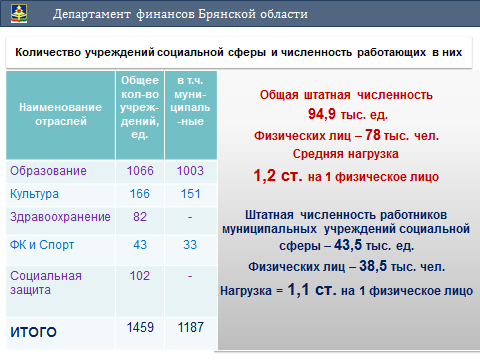 Департамент финансов Брянской области
Количество учреждений социальной сферы и численность работающих в них
Наименование
отраслей
Общее
кол-во
учреж-
дений,
ед.
в т.ч.
муни-
ципаль
-ные
Образование 1066 1003
Культура 166 151
Здравоохранение 82 -
ФК и Спорт 43 33
Социальная
защита 102 -
ИТОГО 1459 1187
Общая штатная численность
94,9 тыс. ед.
Физических лиц – 78 тыс. чел.
Средняя нагрузка
1,2 ст. на 1 физическое лицо
Штатная численность работников
муниципальных учреждений социальной
сферы – 43,5 тыс. ед.
Физических лиц – 38,5 тыс. чел.
Нагрузка = 1,1 ст. на 1 физическое лицо